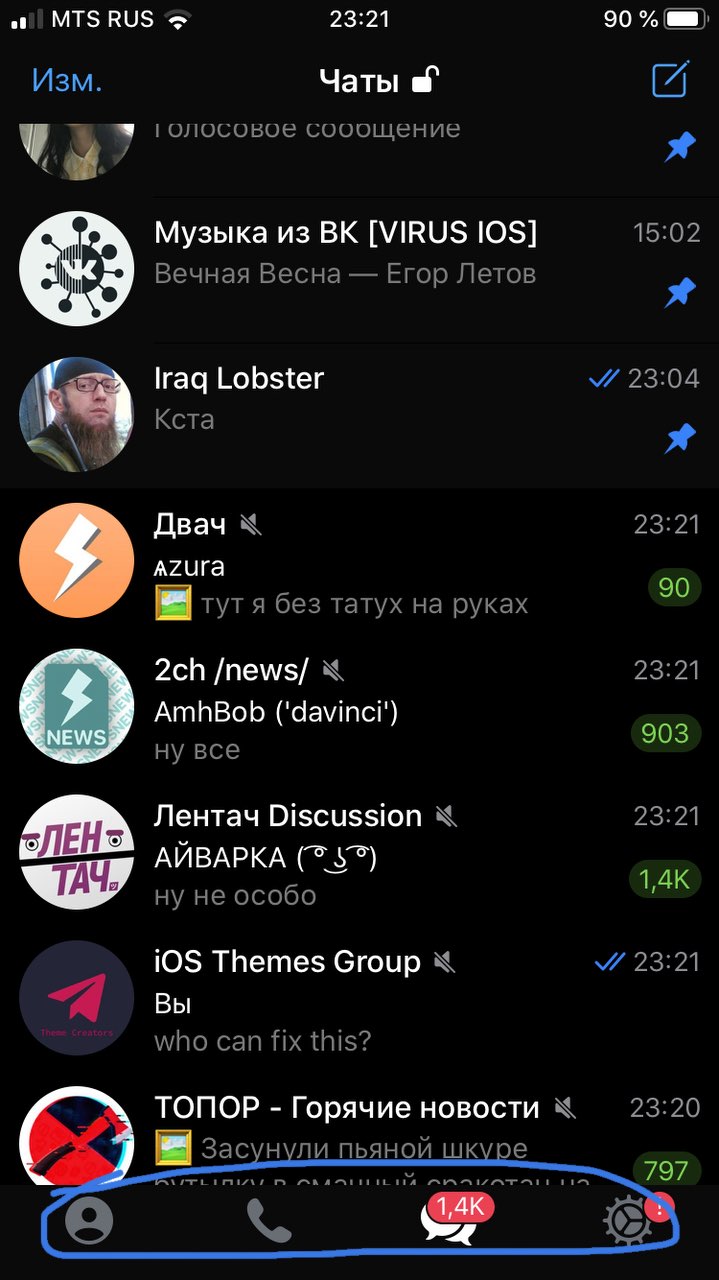 MTS RUS 23:21 90 %
Изм. Чаты
Голосовое сообщение
Музыка из ВК [VIRUS IOS] 15:02
Вечная Весна — Егор Летов
Iraq Lobster 23:04
Кста
Двач 23:21
ᴀzura
тут я без татух на руках 90
2ch /news/ 23:21
NEWS
AmhBob ('davinci') 903
ну все
Лентач Discussion 23:21
ЛЕН
ТАЧ
АЙВАРКА ( ͡° ͜ʖ ͡°) 1,4K
ну не особо
iOS Themes Group 23:21
Вы
Theme Creators
who can fix this?
ТОПОР - Горячие новости 23:20
Засунули пьяной шкуре 797
бутылку в смачный сракотан на
1,4K !